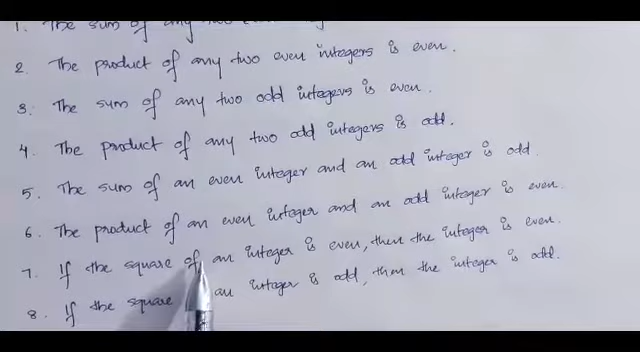 1. The sum of any two
2. The product of any two even integers is even.
3. The sum of any two odd integers is even.
4. The product of any two odd integers is odd.
5. The sum of an even integer and an odd integer is odd.
6. The product of an even integer and an odd integer is even.
7. If the square of an integer is even, then the integer is even.
8. If the square an integer is odd, then the integer is odd.